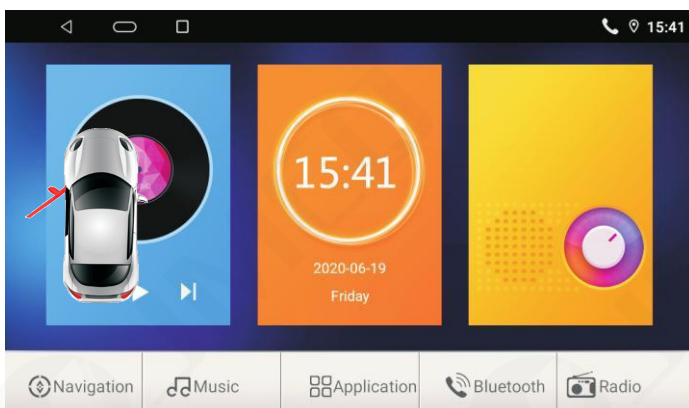 15:41
15:41
2020-06-19
Friday
Navigation
Music
Application
Bluetooth
Radio